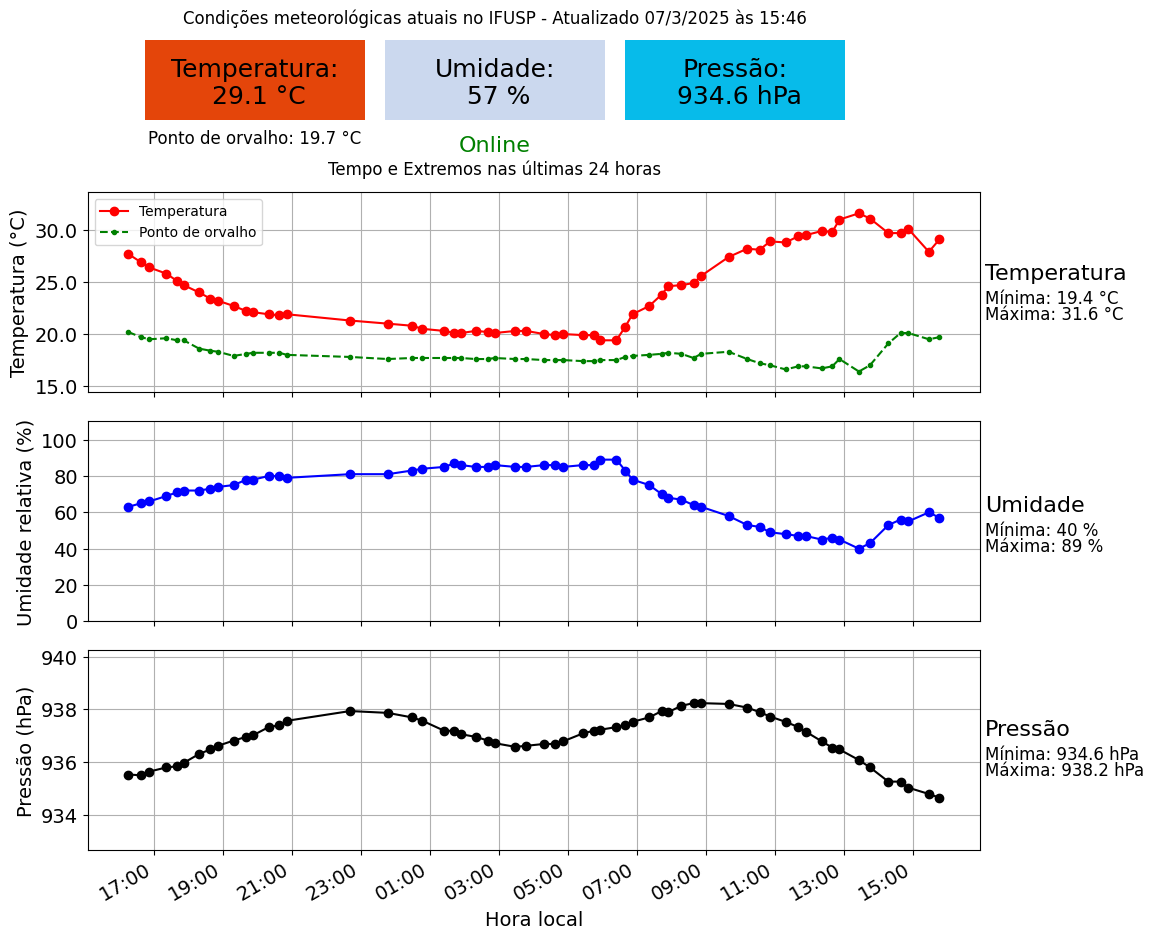 Condições meteorológicas atuais no IFUSP - Atualizado 07/3/2025 às 15:46
Temperatura:
29.1 °C
Umidade:
57 %
Pressão:
934.6 hPa
Ponto de orvalho: 19.7 °C
Online
Tempo e Extremos nas últimas 24 horas
Temperatura (°C)
30.0
25.0
20.0
15.0
Temperatura
Ponto de orvalho
Temperatura
Mínima: 19.4 °C
Máxima: 31.6 °C
Umidade relativa (%)
100
80
60
40
20
0
Umidade
Mínima: 40 %
Máxima: 89 %
Pressão (hPa)
940
938
936
934
Pressão
Mínima: 934.6 hPa
Máxima: 938.2 hPa
17:00
19:00
21:00
23:00
01:00
03:00
05:00
07:00
09:00
11:00
13:00
15:00
Hora local